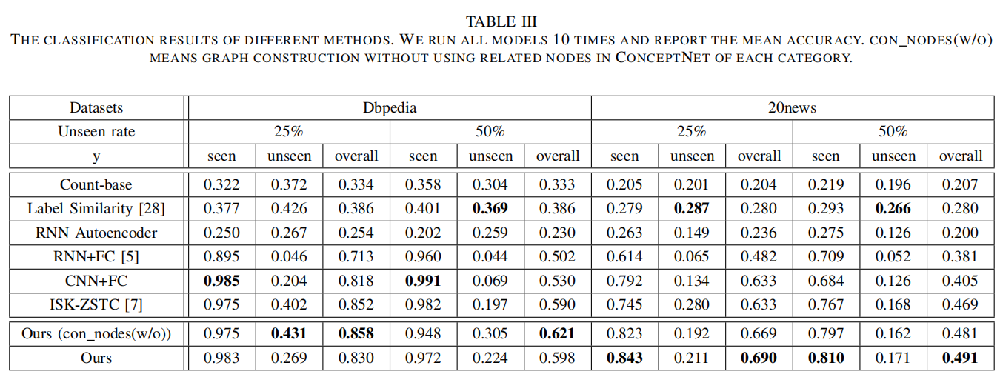 TABLE III
THE CLASSIFICATION RESULTS OF DIFFERENT METHODS. WE RUN ALL MODELS 10 TIMES AND REPORT THE MEAN ACCURACY. CON_NODES(W/O)
MEANS GRAPH CONSTRUCTION WITHOUT USING RELATED NODES IN CONCEPTNET OF EACH CATEGORY.
Datasets Dbpedia 20news
Unseen rate 25% 50% 25% 50%
y seen unseen overall seen unseen overall seen unseen overall seen unseen overall
Count-base 0.322 0.372 0.334 0.358 0.304 0.333 0.205 0.201 0.204 0.219 0.196 0.207
Label Similarity [28] 0.377 0.426 0.386 0.401 0.369 0.386 0.279 0.287 0.280 0.293 0.266 0.280
RNN Autoencoder 0.250 0.267 0.254 0.202 0.259 0.230 0.263 0.149 0.236 0.275 0.126 0.200
RNN+FC [5] 0.895 0.046 0.713 0.960 0.044 0.502 0.614 0.065 0.482 0.709 0.052 0.381
CNN+FC 0.985 0.204 0.818 0.991 0.069 0.530 0.792 0.134 0.633 0.684 0.126 0.405
ISK-ZSTC [7] 0.975 0.402 0.852 0.982 0.197 0.590 0.745 0.280 0.633 0.767 0.168 0.469
Ours (con_nodes(w/o)) 0.975 0.431 0.858 0.948 0.305 0.621 0.823 0.192 0.669 0.797 0.162 0.481
Ours 0.983 0.269 0.830 0.972 0.224 0.598 0.843 0.211 0.690 0.810 0.171 0.491